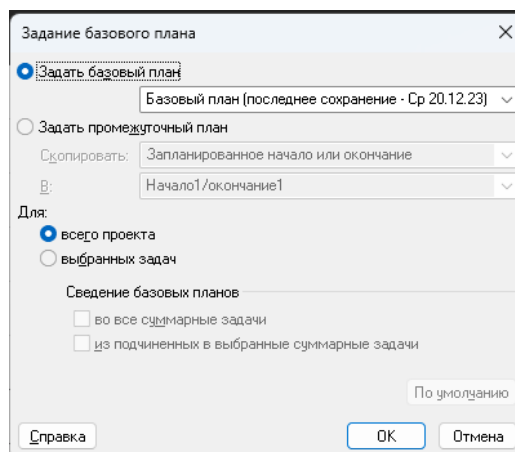 Задание базового плана
Задать базовый план
Базовый план (последнее сохранение - Ср 20.12.23)
Задать промежуточный план
Скопировать: Запланированное начало или окончание
В: Начало1/окончание1
Для:
всего проекта
выбранных задач
Сведение базовых планов
во все суммарные задачи
из подчиненных в выбранные суммарные задачи
По умолчанию
Справка ОК Отмена